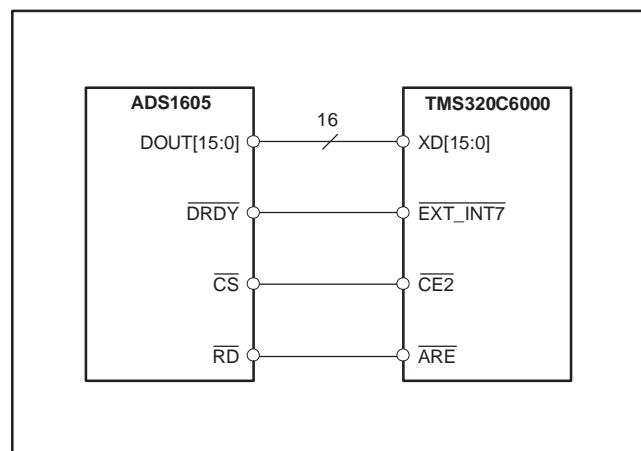 ADS1605 TMS320C6000
DOUT[15:0] 16 XD[15:0]
DRDY EXT_INT7
CS CE2
RD ARE